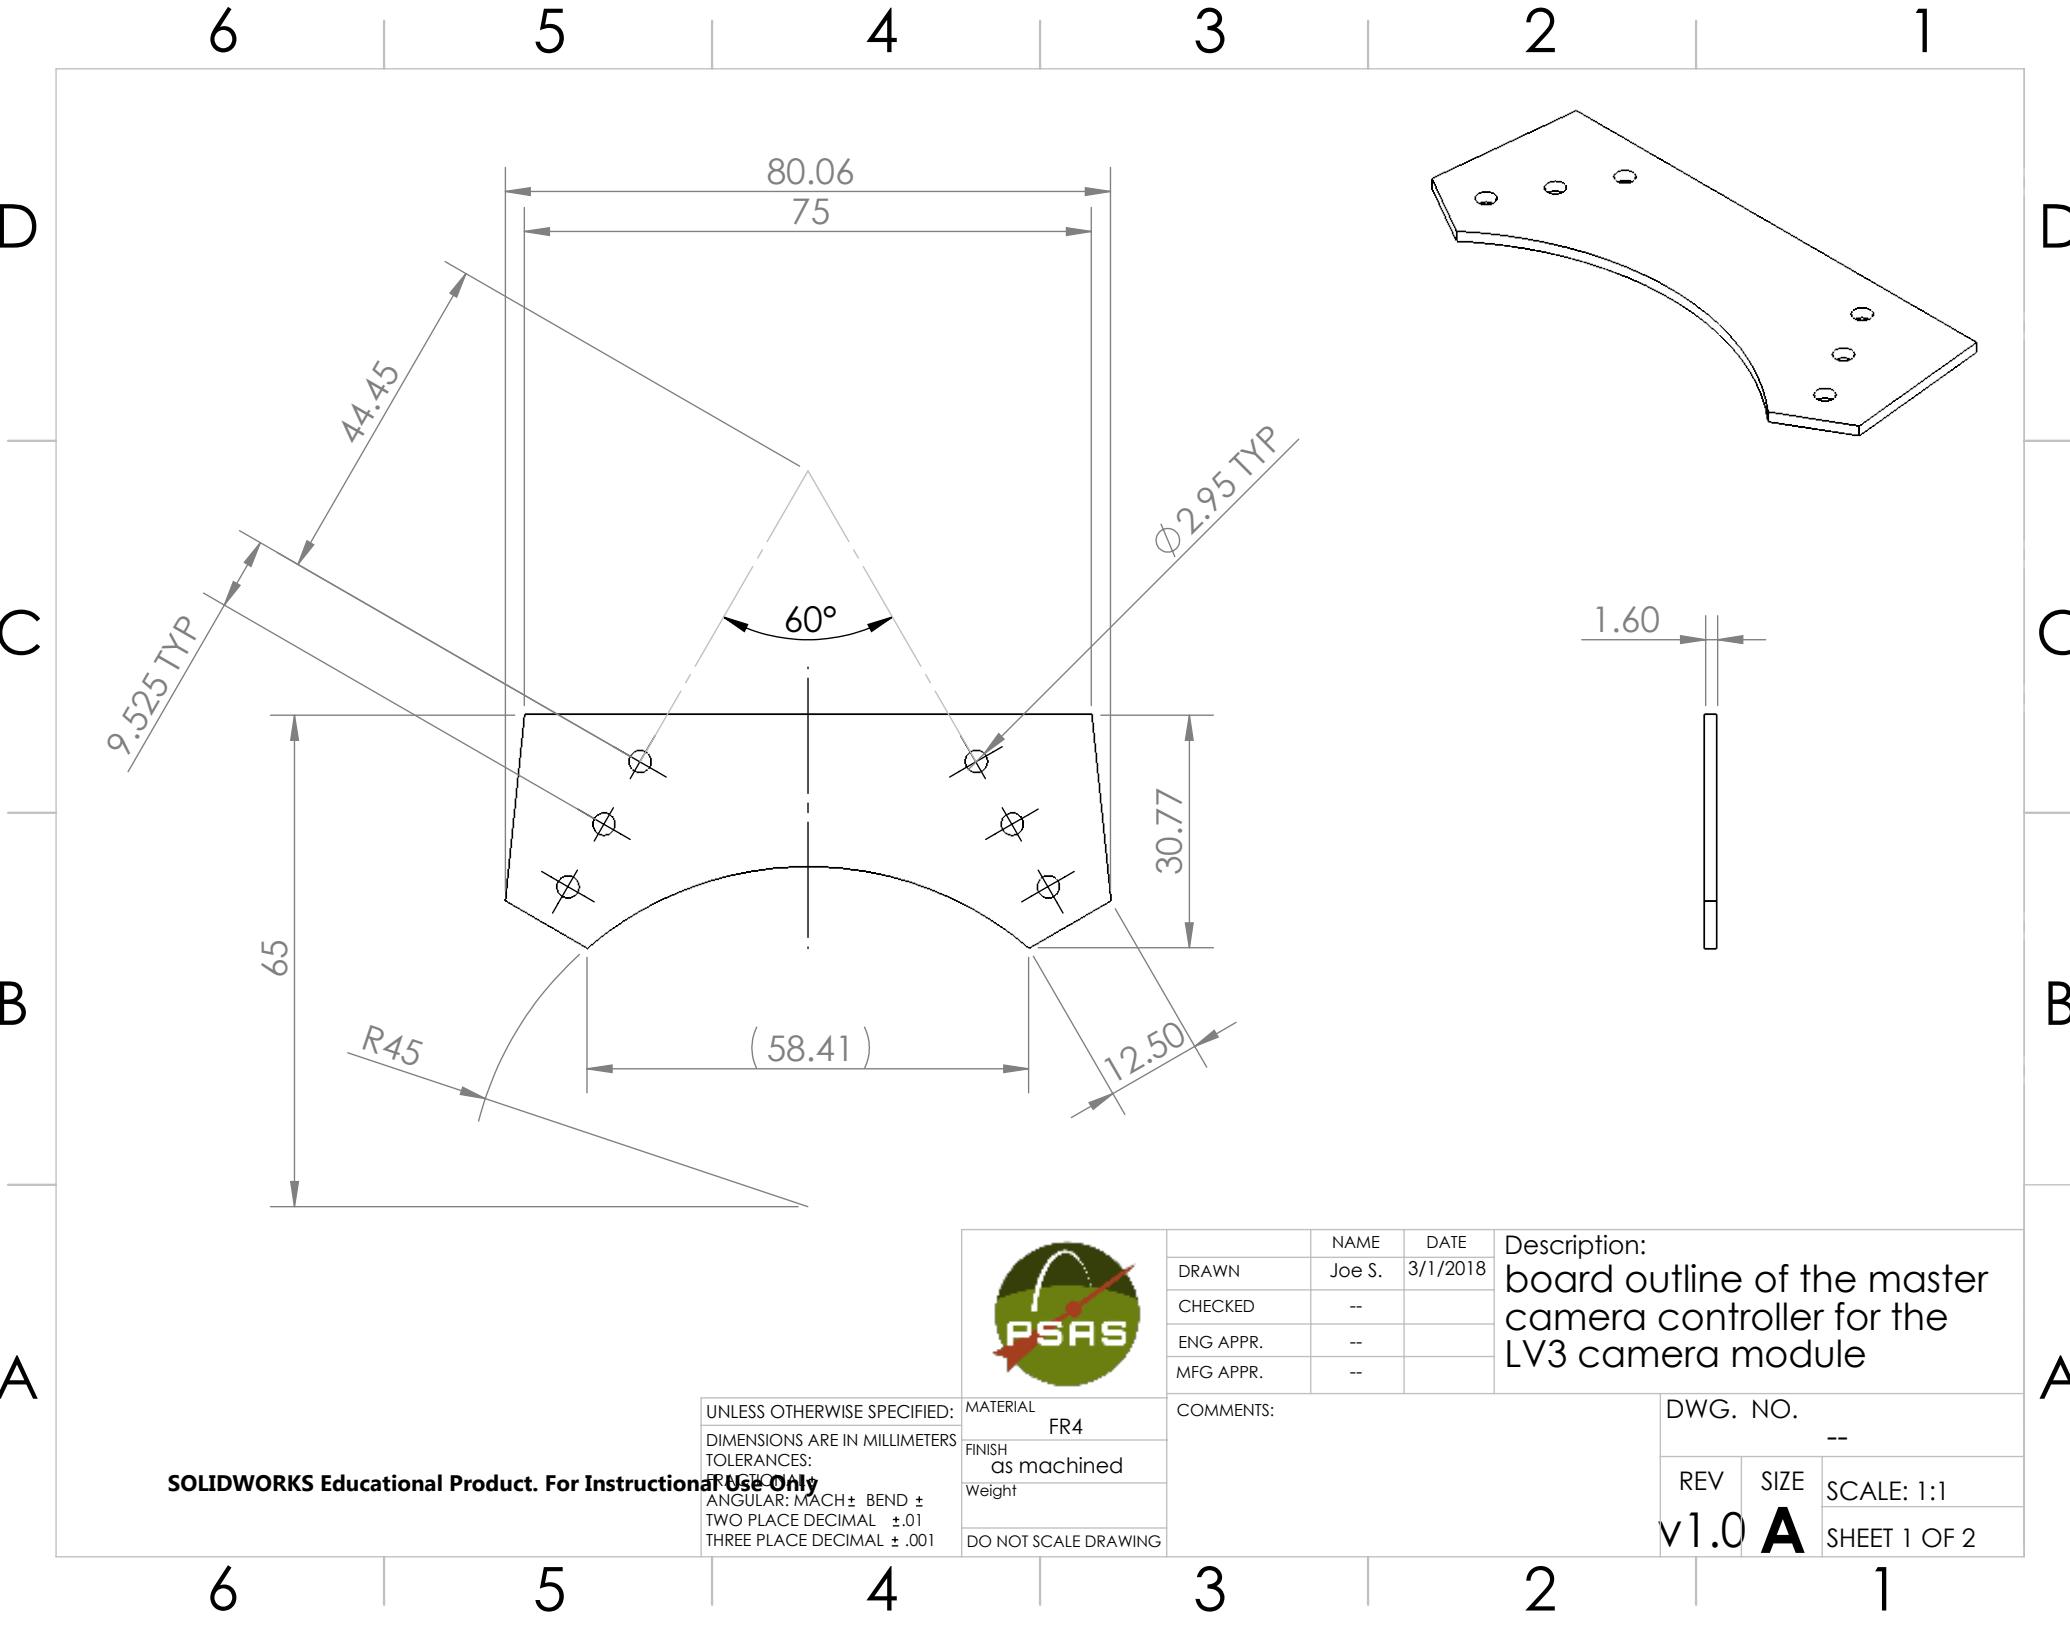 6 5 4 3 2 1
D D
80.06
75
44.45
Ø 2.95 TYP
C C
60°
1.60
9.525 TYP
30.77
65
B B
R45
( 58.41 )
12.50
NAME DATE
DRAWN Joe S. 3/1/2018
CHECKED --
ENG APPR. --
MFG APPR. --
Description:
board outline of the master
camera controller for the
LV3 camera module
PSAS
A A
UNLESS OTHERWISE SPECIFIED:
DIMENSIONS ARE IN MILLIMETERS
TOLERANCES:
FRACTIONAL±
ANGULAR: MACH± BEND ±
TWO PLACE DECIMAL ±.01
THREE PLACE DECIMAL ± .001
MATERIAL
FR4
FINISH
as machined
Weight
DO NOT SCALE DRAWING
COMMENTS:
DWG. NO.
--
REV
v1.0
SIZE
A
SCALE: 1:1
SHEET 1 OF 2
SOLIDWORKS Educational Product. For Instructional Use Only
6 5 4 3 2 1